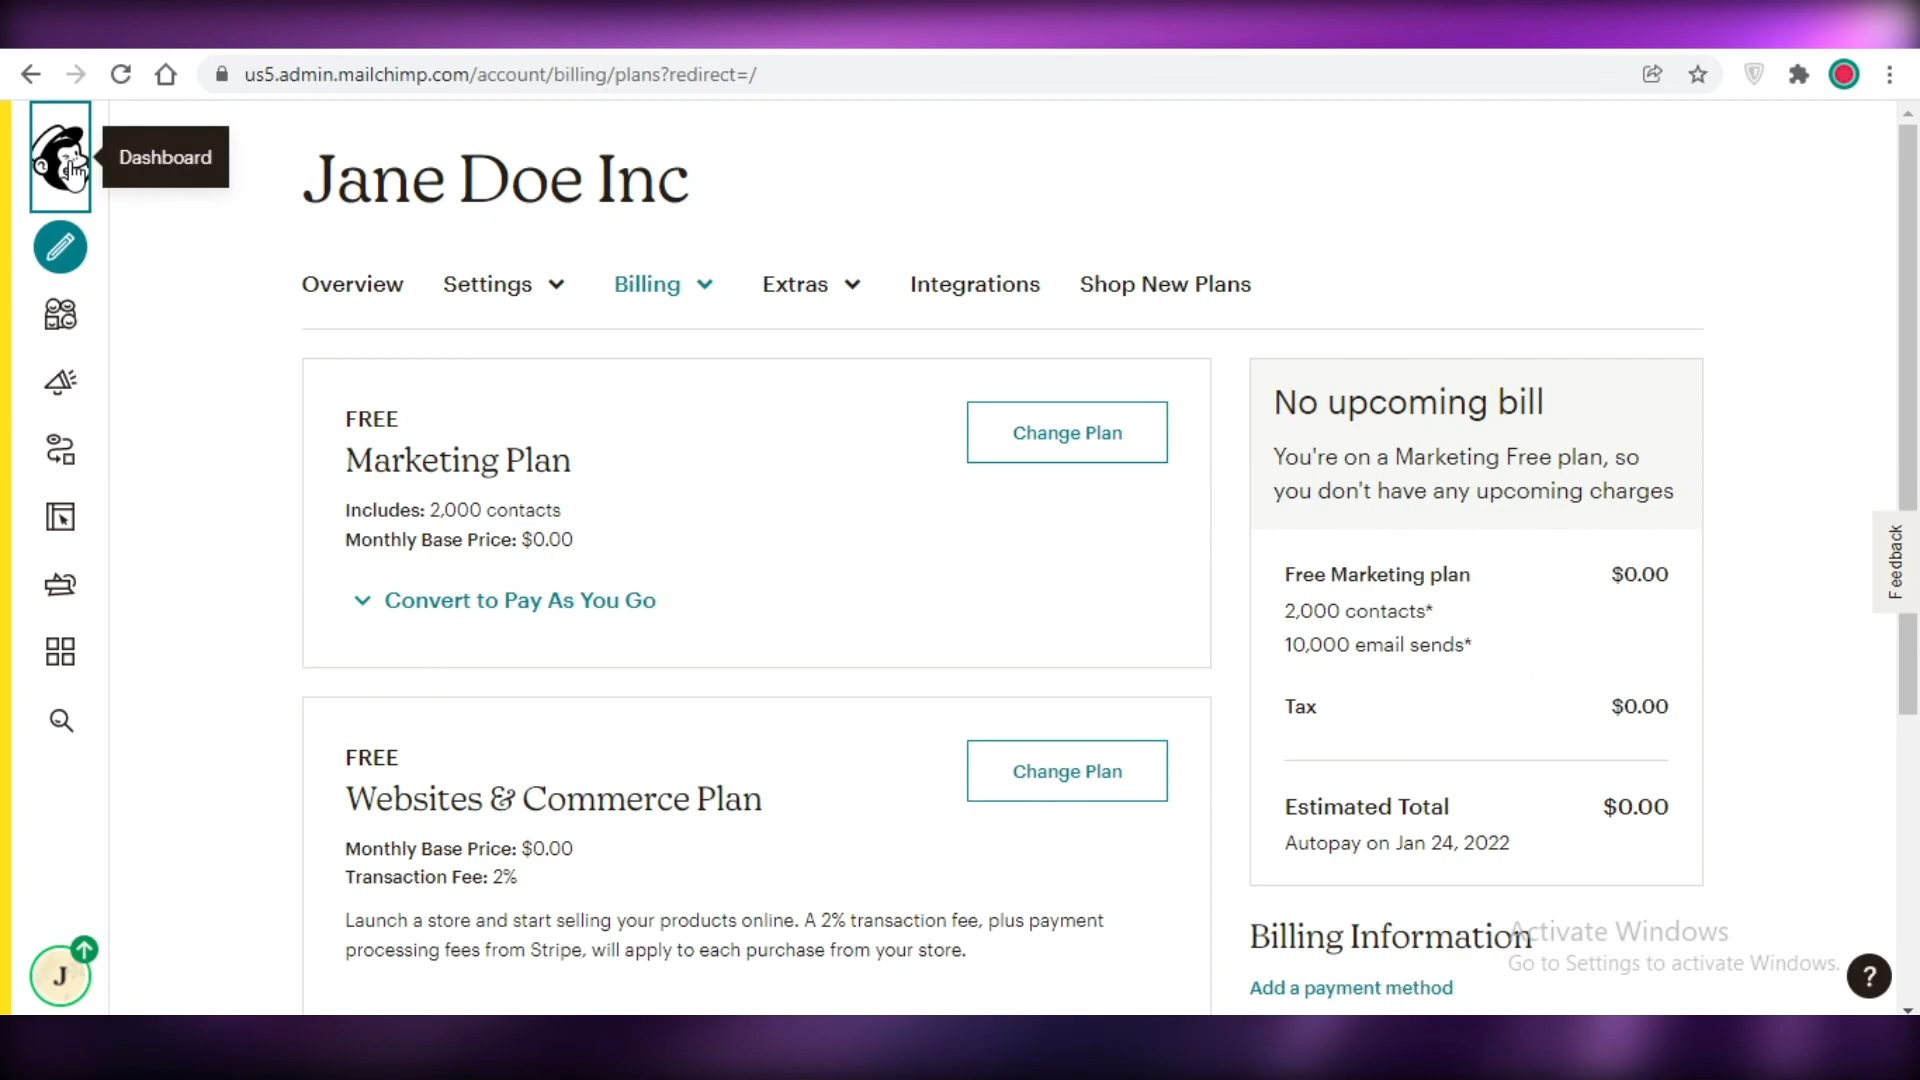 us5.admin.mailchimp.com/account/billing/plans?redirect=/
Dashboard
Jane Doe Inc
Overview Settings Billing Extras Integrations Shop New Plans
FREE
Marketing Plan
Includes: 2,000 contacts
Monthly Base Price: $0.00
Convert to Pay As You Go
Change Plan
FREE
Websites & Commerce Plan
Monthly Base Price: $0.00
Transaction Fee: 2%
Launch a store and start selling your products online. A 2% transaction fee, plus payment
processing fees from Stripe, will apply to each purchase from your store.
Change Plan
No upcoming bill
You're on a Marketing Free plan, so
you don't have any upcoming charges
Free Marketing plan $0.00
2,000 contacts*
10,000 email sends*
Tax $0.00
Estimated Total $0.00
Autopay on Jan 24, 2022
Billing Information
Add a payment method
Activate Windows
Go to Settings to activate Windows.
Feedback
J
?